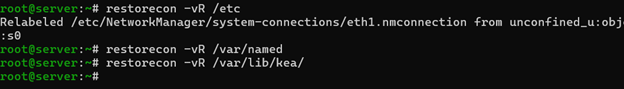 root@server:~# restorecon -vR /etc
Relabeled /etc/NetworkManager/system-connections/eth1.nmconnection from unconfined_u:obj
:s0
root@server:~# restorecon -vR /var/named
root@server:~# restorecon -vR /var/lib/kea/
root@server:~#